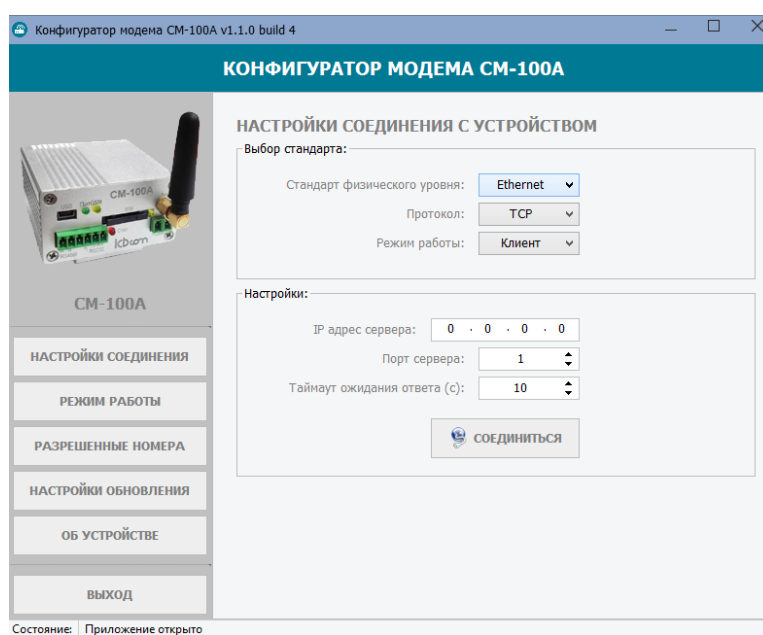 Конфигуратор модема CM-100A v1.1.0 build 4
КОНФИГУРАТОР МОДЕМА CM-100A
CM-100A
icbcom
CM-100A
НАСТРОЙКИ СОЕДИНЕНИЯ
РЕЖИМ РАБОТЫ
РАЗРЕШЕННЫЕ НОМЕРА
НАСТРОЙКИ ОБНОВЛЕНИЯ
ОБ УСТРОЙСТВЕ
ВЫХОД
НАСТРОЙКИ СОЕДИНЕНИЯ С УСТРОЙСТВОМ
Выбор стандарта:
Стандарт физического уровня: Ethernet
Протокол: TCP
Режим работы: Клиент
Настройки:
IP адрес сервера: 0 . 0 . 0 . 0
Порт сервера: 1
Таймаут ожидания ответа (с): 10
СОЕДИНИТЬСЯ
Состояние: Приложение открыто